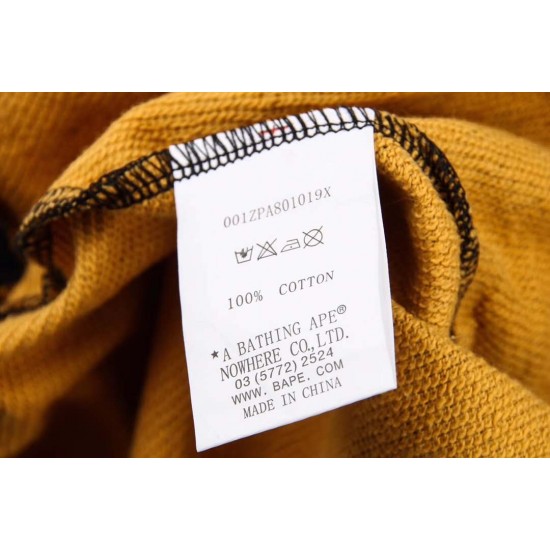 001ZPA801019X
100% COTTON
★A BATHING APE®
NOWHERE CO., LTD.
03 (5772) 2524
WWW. BAPE. COM
MADE IN CHINA